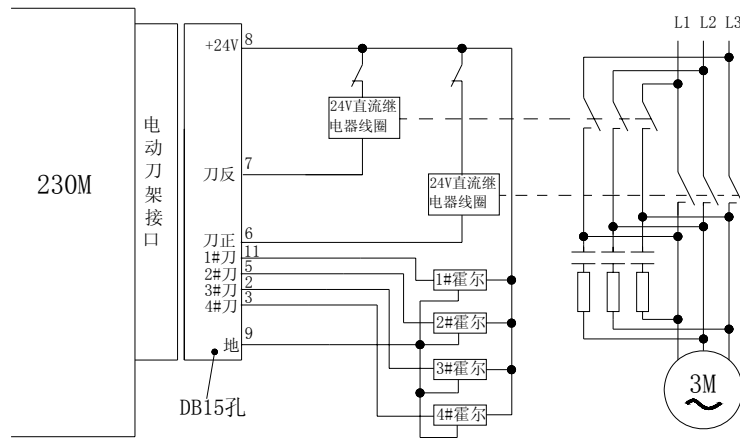 230M
电动刀架接口
+24V
8
刀反
7
刀正
6
1#刀
11
2#刀
5
3#刀
2
4#刀
3
地
9
DB15孔
24V直流继
电器线圈
24V直流继
电器线圈
1#霍尔
2#霍尔
3#霍尔
4#霍尔
L1 L2 L3
3M